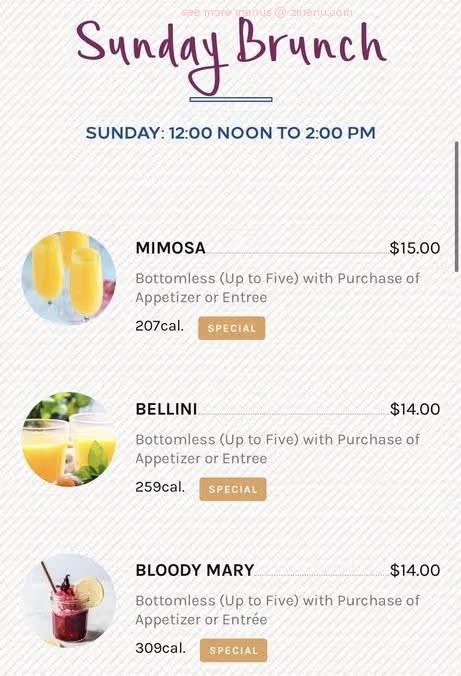 see more menus @ zmenu.com
Sunday Brunch
SUNDAY: 12:00 NOON TO 2:00 PM
MIMOSA $15.00
Bottomless (Up to Five) with Purchase of
Appetizer or Entree
207cal. SPECIAL
BELLINI $14.00
Bottomless (Up to Five) with Purchase of
Appetizer or Entree
259cal. SPECIAL
BLOODY MARY $14.00
Bottomless (Up to Five) with Purchase of
Appetizer or Entrée
309cal. SPECIAL